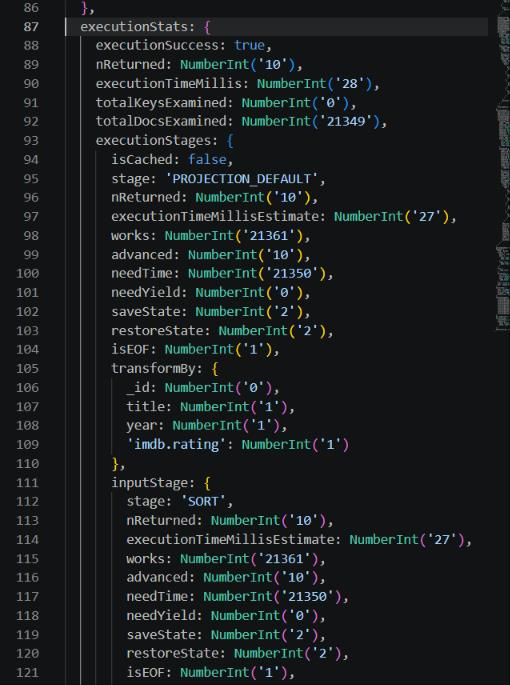 86 },
87 executionStats: {
88 executionSuccess: true,
89 nReturned: NumberInt('10'),
90 executionTimeMillis: NumberInt('28'),
91 totalKeysExamined: NumberInt('0'),
92 totalDocsExamined: NumberInt('21349'),
93 executionStages: {
94 isCached: false,
95 stage: 'PROJECTION_DEFAULT',
96 nReturned: NumberInt('10'),
97 executionTimeMillisEstimate: NumberInt('27'),
98 works: NumberInt('21361'),
99 advanced: NumberInt('10'),
100 needTime: NumberInt('21350'),
101 needYield: NumberInt('0'),
102 saveState: NumberInt('2'),
103 restoreState: NumberInt('2'),
104 isEOF: NumberInt('1'),
105 transformBy: {
106 _id: NumberInt('0'),
107 title: NumberInt('1'),
108 year: NumberInt('1'),
109 'imdb.rating': NumberInt('1')
110 },
111 inputStage: {
112 stage: 'SORT',
113 nReturned: NumberInt('10'),
114 executionTimeMillisEstimate: NumberInt('27'),
115 works: NumberInt('21361'),
116 advanced: NumberInt('10'),
117 needTime: NumberInt('21350'),
118 needYield: NumberInt('0'),
119 saveState: NumberInt('2'),
120 restoreState: NumberInt('2'),
121 isEOF: NumberInt('1'),